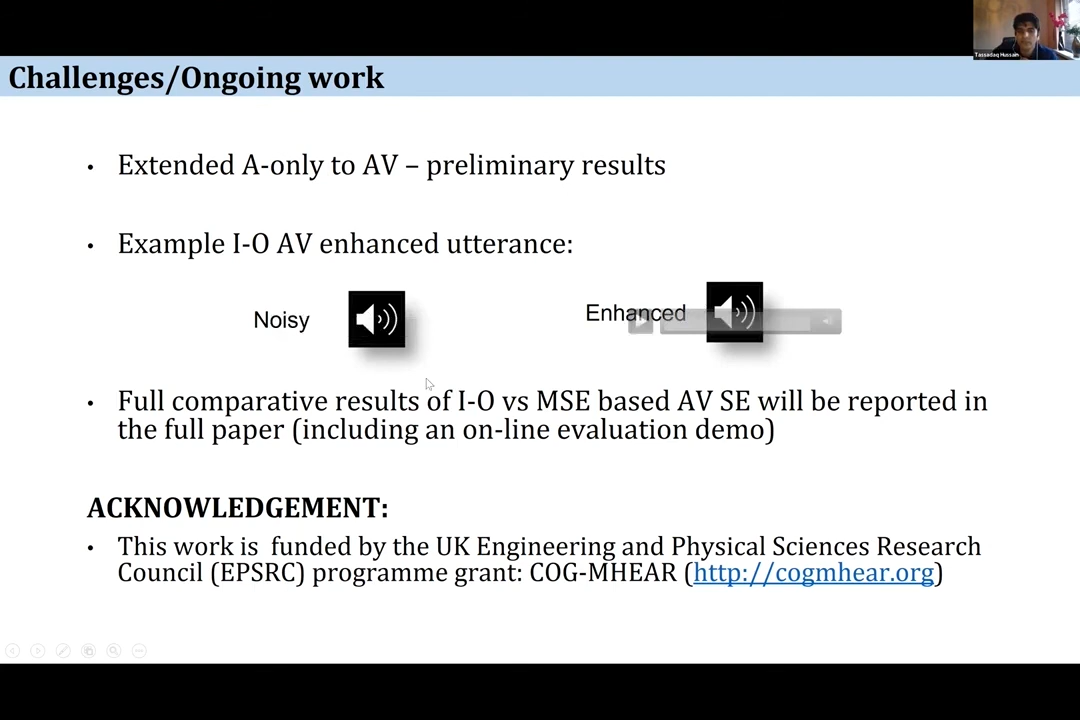 Tassadaq Hussain
Challenges/Ongoing work
• Extended A-only to AV – preliminary results
• Example I-O AV enhanced utterance:
Noisy
Enhanced
• Full comparative results of I-O vs MSE based AV SE will be reported in
the full paper (including an on-line evaluation demo)
ACKNOWLEDGEMENT:
• This work is funded by the UK Engineering and Physical Sciences Research
Council (EPSRC) programme grant: COG-MHEAR (http://cogmhear.org)